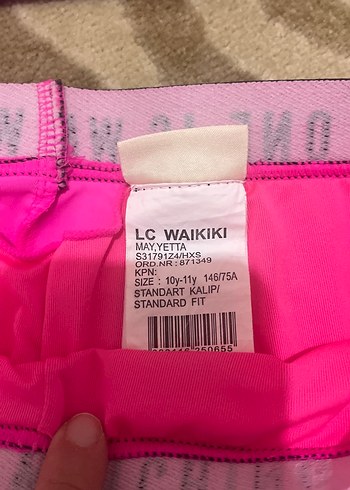 LC WAIKIKI
MAY,YETTA
S31791Z4/HXS
ORD.NR: 871349
KPN:
SIZE : 10y-11y 146/75A
STANDART KALIP/
STANDARD FIT